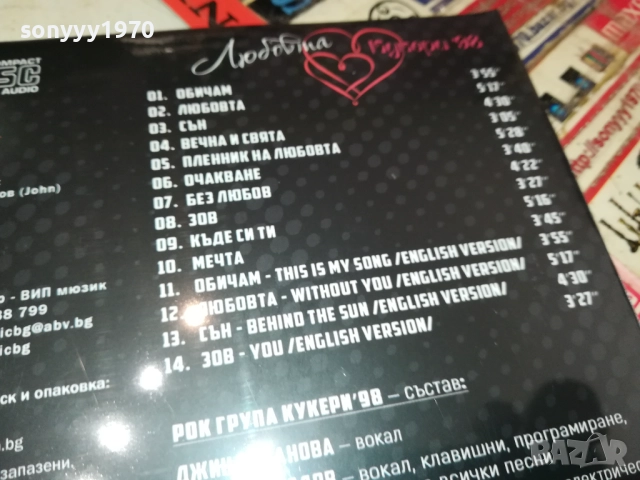 sonyyy1970
COMPACT
DISC
AUDIO
Любовта
01. ОБИЧАМ 3'55"
02. ЛЮБОВТА 5'17"
03. СЪН 4'30"
04. ВЕЧНА И СВЯТА 3'05"
05. ПЛЕННИК НА ЛЮБОВТА 5'28"
06. ОЧАКВАНЕ 3'40"
07. БЕЗ ЛЮБОВ 4'22"
08. ЗОВ 3'27"
09. КЪДЕ СИ ТИ 5'16"
10. МЕЧТА 3'45"
11. ОБИЧАМ - THIS IS MY SONG /ENGLISH VERSION/ 3'55"
12. ЛЮБОВТА - WITHOUT YOU /ENGLISH VERSION/ 5'17"
13. СЪН - BEHIND THE SUN /ENGLISH VERSION/ 4'30"
14. ЗОВ - YOU /ENGLISH VERSION/ 3'27"
ов (John)
р - ВИП мюзик
38 799
icbg@abv.bg
icbg
ск и опаковка:
n.bg
запазени.
РОК ГРУПА КУКЕРИ'98 – състав:
– вокал
– вокал, клавишни, програмиране,
всички песни
електричес
BAZAR